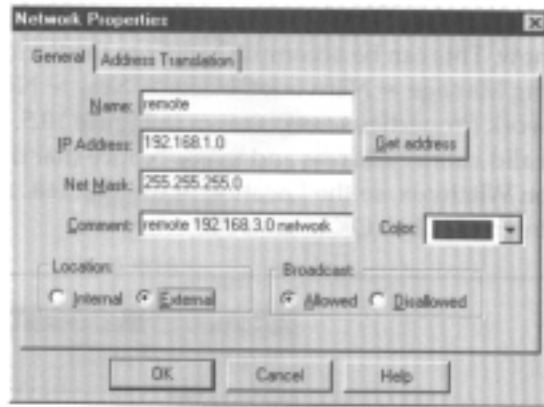 Network Properties
General Address Translation
Name: remote
IP Address: 192.168.1.0 Get address
Net Mask: 255.255.255.0
Comment: remote 192.168.3.0 network Color:
Location: Broadcast:
Internal External Allowed Disallowed
OK Cancel Help